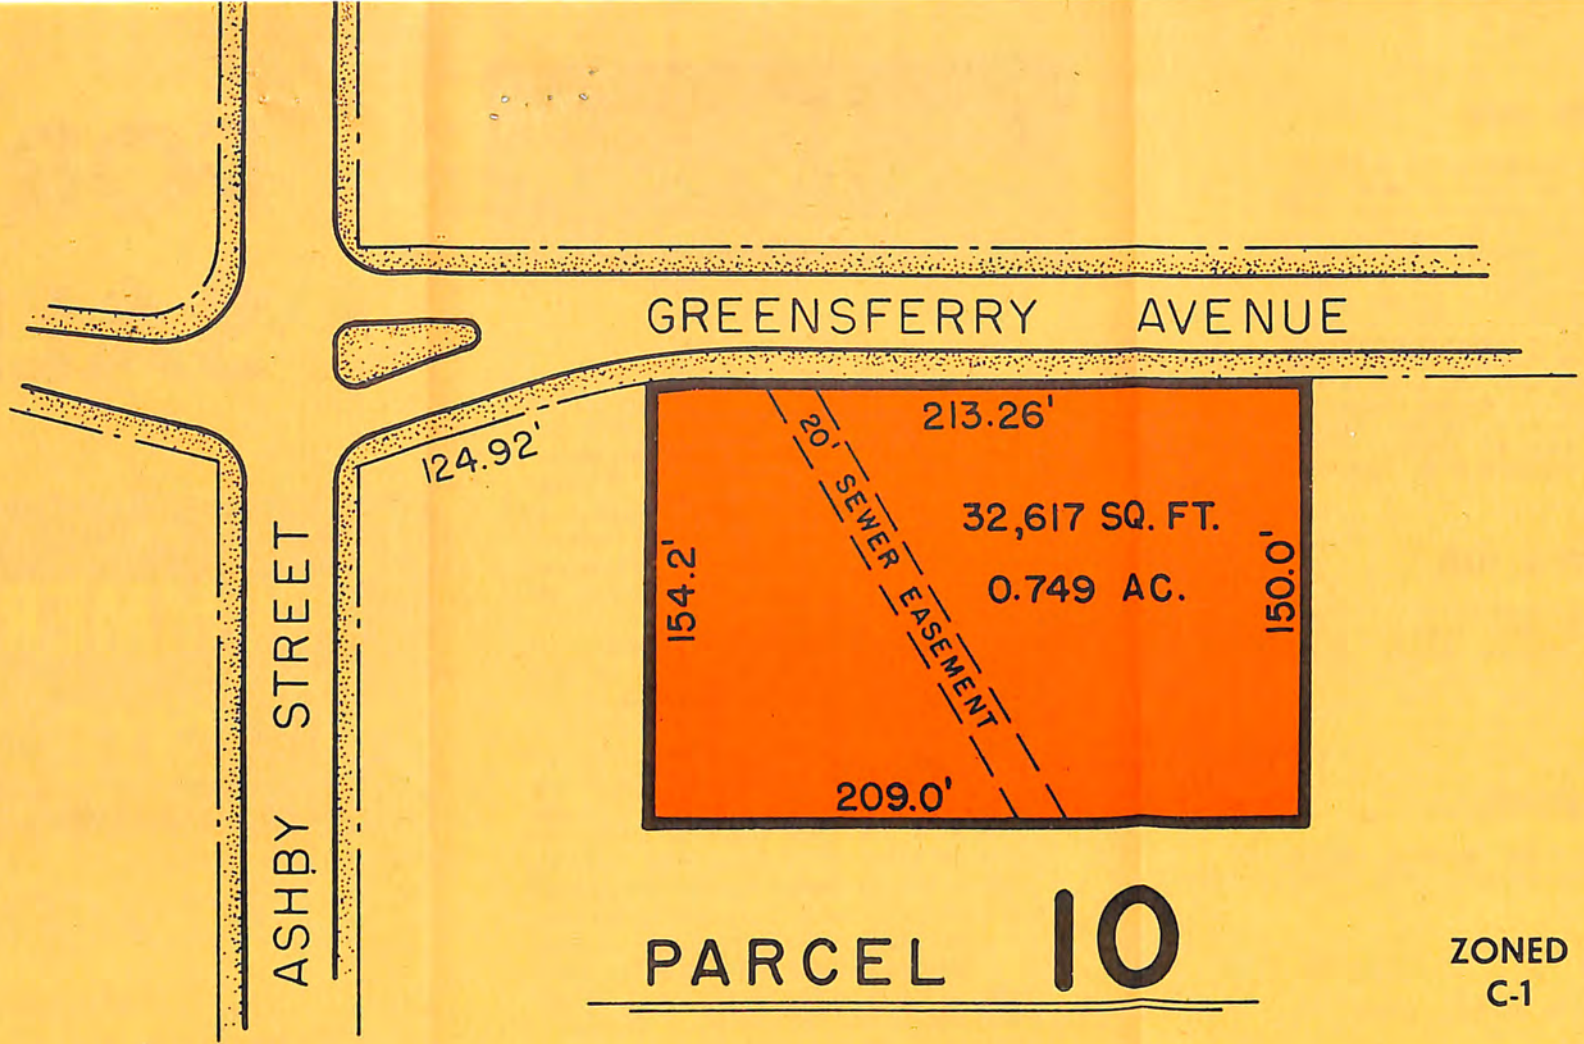 GREENSFERRY AVENUE
124.92'
213.26'
20' SEWER EASEMENT
32,617 SQ. FT.
0.749 AC.
154.2'
150.0'
209.0'
ASHBY STREET
PARCEL 10
ZONED
C-1